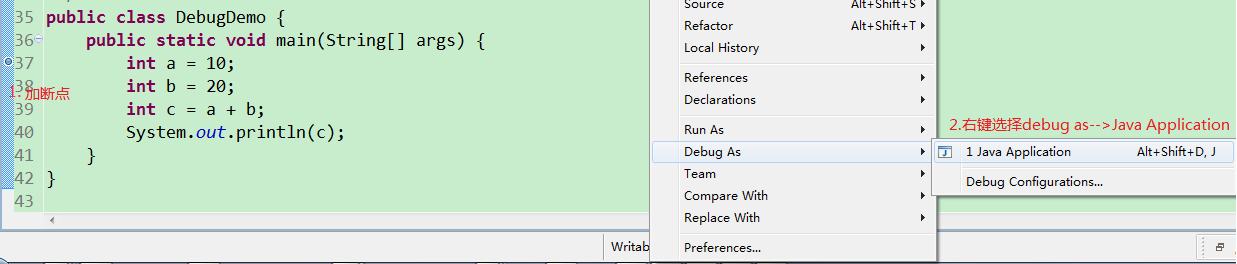 35 public class DebugDemo {
36 public static void main(String[] args) {
37 int a = 10;
38 int b = 20;
1. 加断点
39 int c = a + b;
40 System.out.println(c);
41 }
42 }
43
Source Alt+Shift+S
Refactor Alt+Shift+T
Local History
References
Declarations
Run As
Debug As
Team
Compare With
Replace With
Preferences...
2.右键选择debug as-->Java Application
1 Java Application Alt+Shift+D, J
Debug Configurations...
Writab